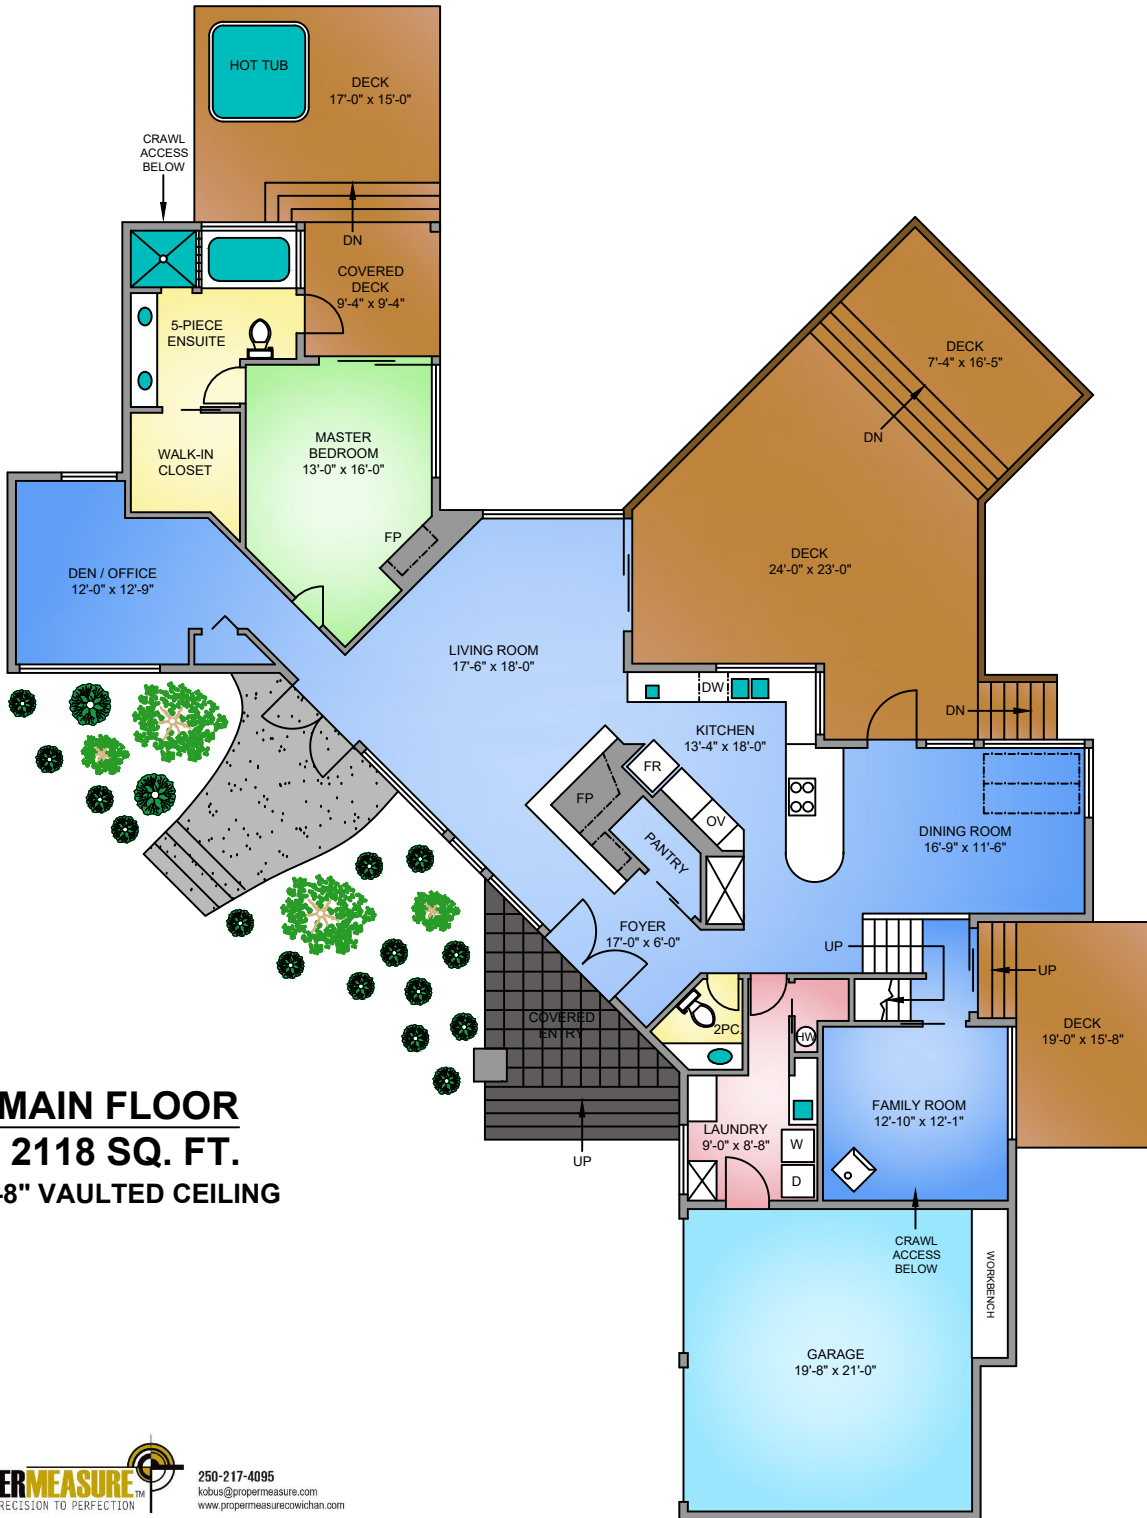 HOT TUB
DECK
17'-0" x 15'-0"
CRAWL
ACCESS
BELOW
DN
COVERED
DECK
9'-4" x 9'-4"
5-PIECE
ENSUITE
DECK
7'-4" x 16'-5"
DN
MASTER
BEDROOM
13'-0" x 16'-0"
WALK-IN
CLOSET
FP
DEN / OFFICE
12'-0" x 12'-9"
DECK
24'-0" x 23'-0"
LIVING ROOM
17'-6" x 18'-0"
DW
DN
KITCHEN
13'-4" x 18'-0"
FR
FP
OV
PANTRY
DINING ROOM
16'-9" x 11'-6"
FOYER
17'-0" x 6'-0"
UP
UP
COVERED
ENTRY
2PC.
HW
DECK
19'-0" x 15'-8"
MAIN FLOOR
2118 SQ. FT.
-8" VAULTED CEILING
UP
LAUNDRY
9'-0" x 8'-8"
W
D
FAMILY ROOM
12'-10" x 12'-1"
CRAWL
ACCESS
BELOW
WORKBENCH
GARAGE
19'-8" x 21'-0"
ERMEASURE TM
RECISION TO PERFECTION
250-217-4095
kobus@propermeasure.com
www.propermeasurecowichan.com